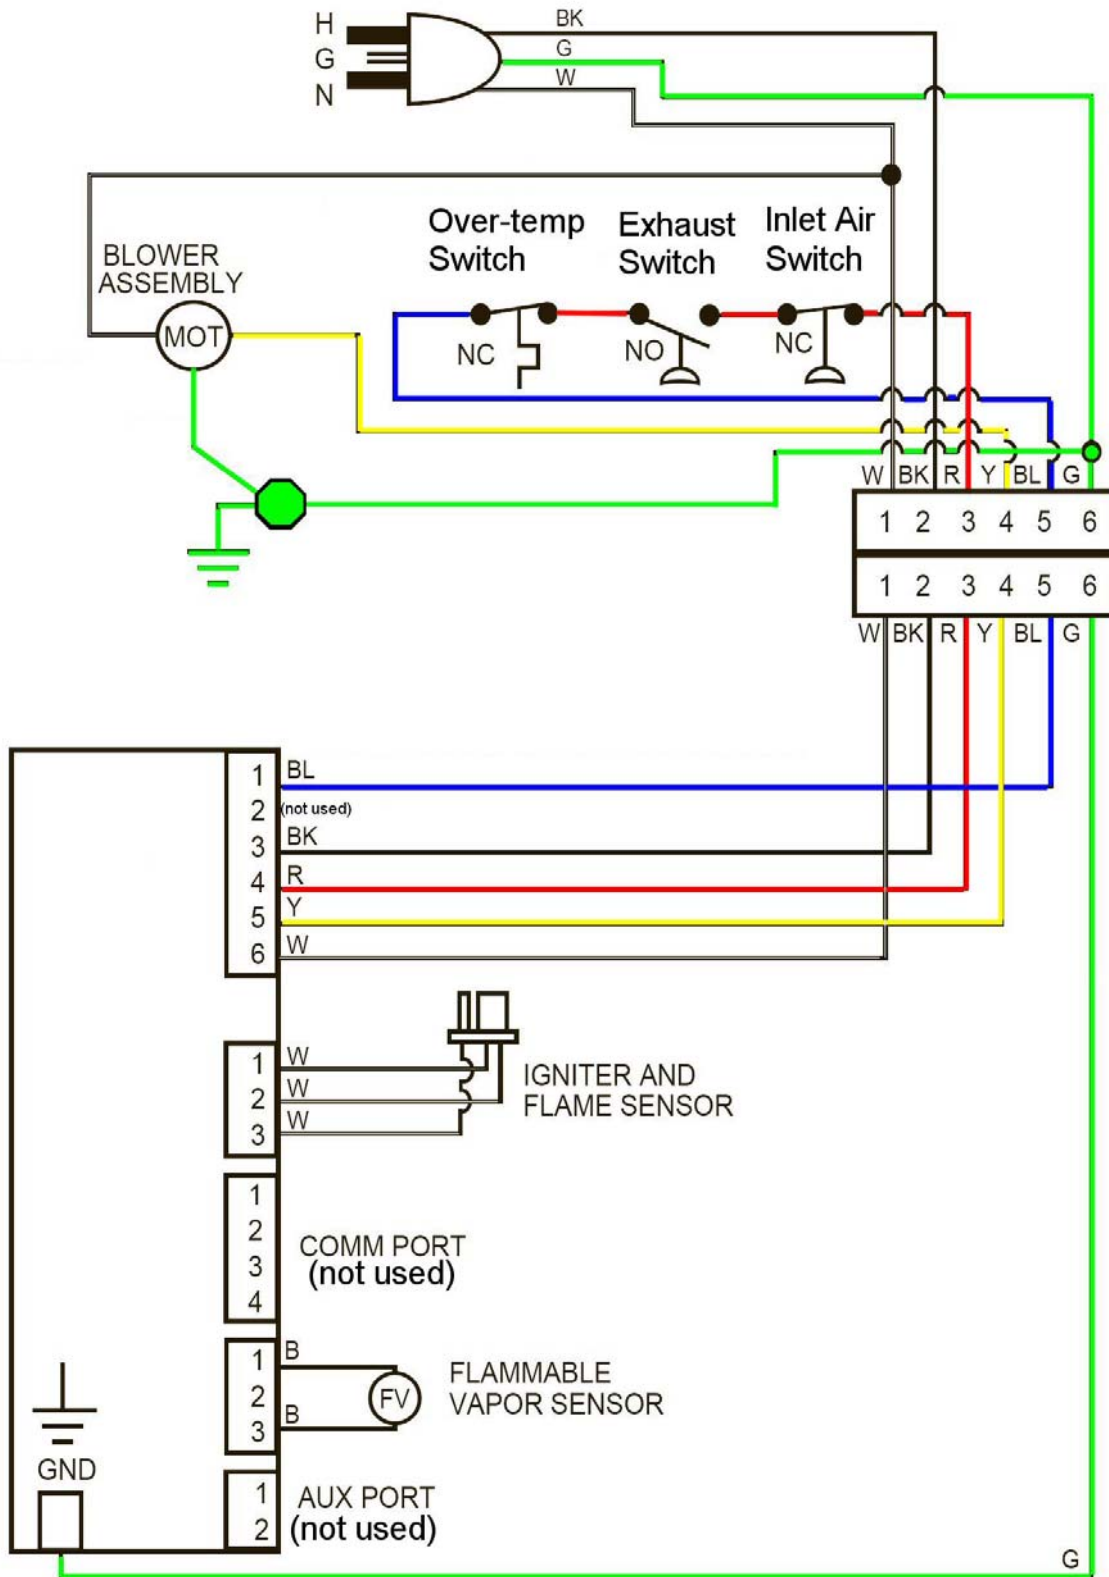 H
G
N
BK
G
W
Over-temp
Switch
Exhaust
Switch
Inlet Air
Switch
BLOWER
ASSEMBLY
MOT
NC
NO
NC
W BK R Y BL G
1 2 3 4 5 6
1 2 3 4 5 6
W BK R Y BL G
1 BL
2 (not used)
3 BK
4 R
5 Y
6 W
1 W
2 W
3 W
IGNITER AND
FLAME SENSOR
1
2
3
4
COMM PORT
(not used)
1 B
2
3 B
FV
FLAMMABLE
VAPOR SENSOR
GND
1
2
AUX PORT
(not used)
G